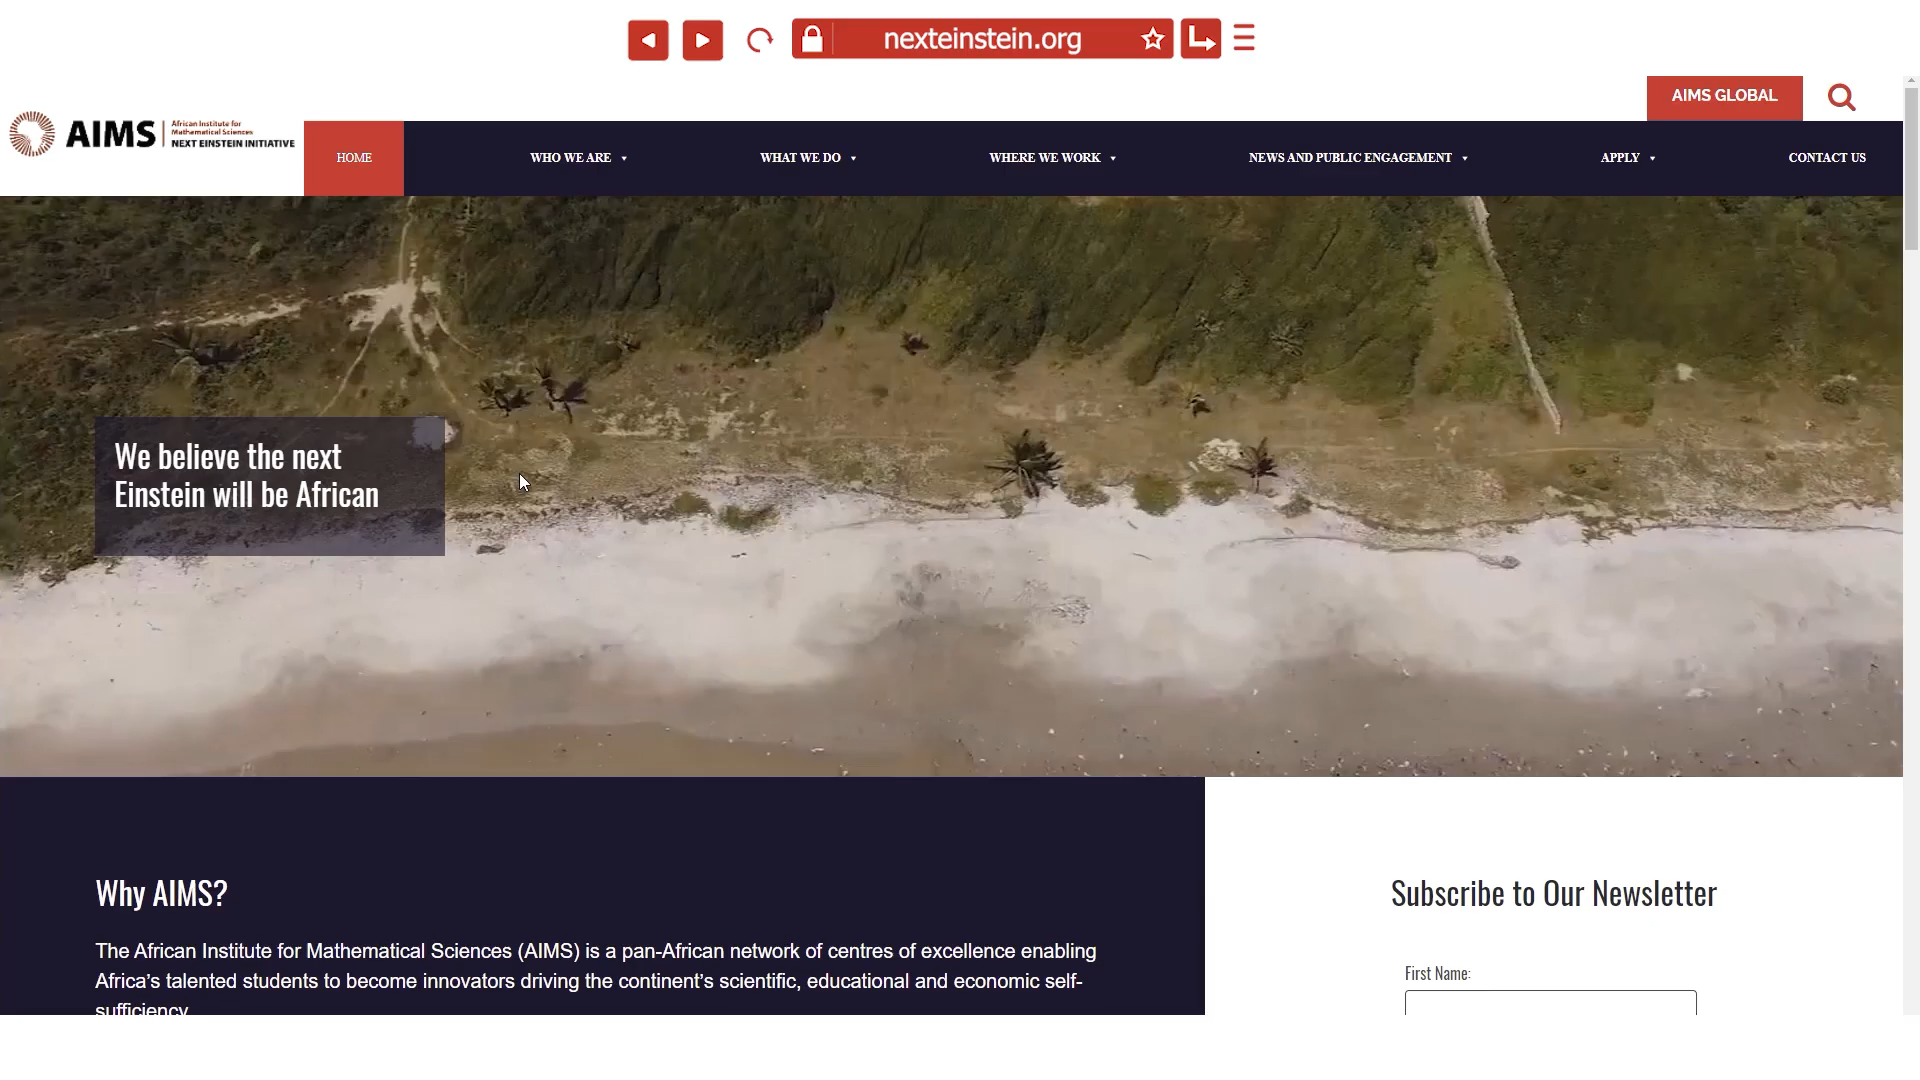 nexteinstein.org
AIMS GLOBAL
AIMS
African Institute for
Mathematical Sciences
NEXT EINSTEIN INITIATIVE
HOME
WHO WE ARE
WHAT WE DO
WHERE WE WORK
NEWS AND PUBLIC ENGAGEMENT
APPLY
CONTACT US
We believe the next
Einstein will be African
Why AIMS?
The African Institute for Mathematical Sciences (AIMS) is a pan-African network of centres of excellence enabling
Africa’s talented students to become innovators driving the continent’s scientific, educational and economic self-
sufficiency
Subscribe to Our Newsletter
First Name: